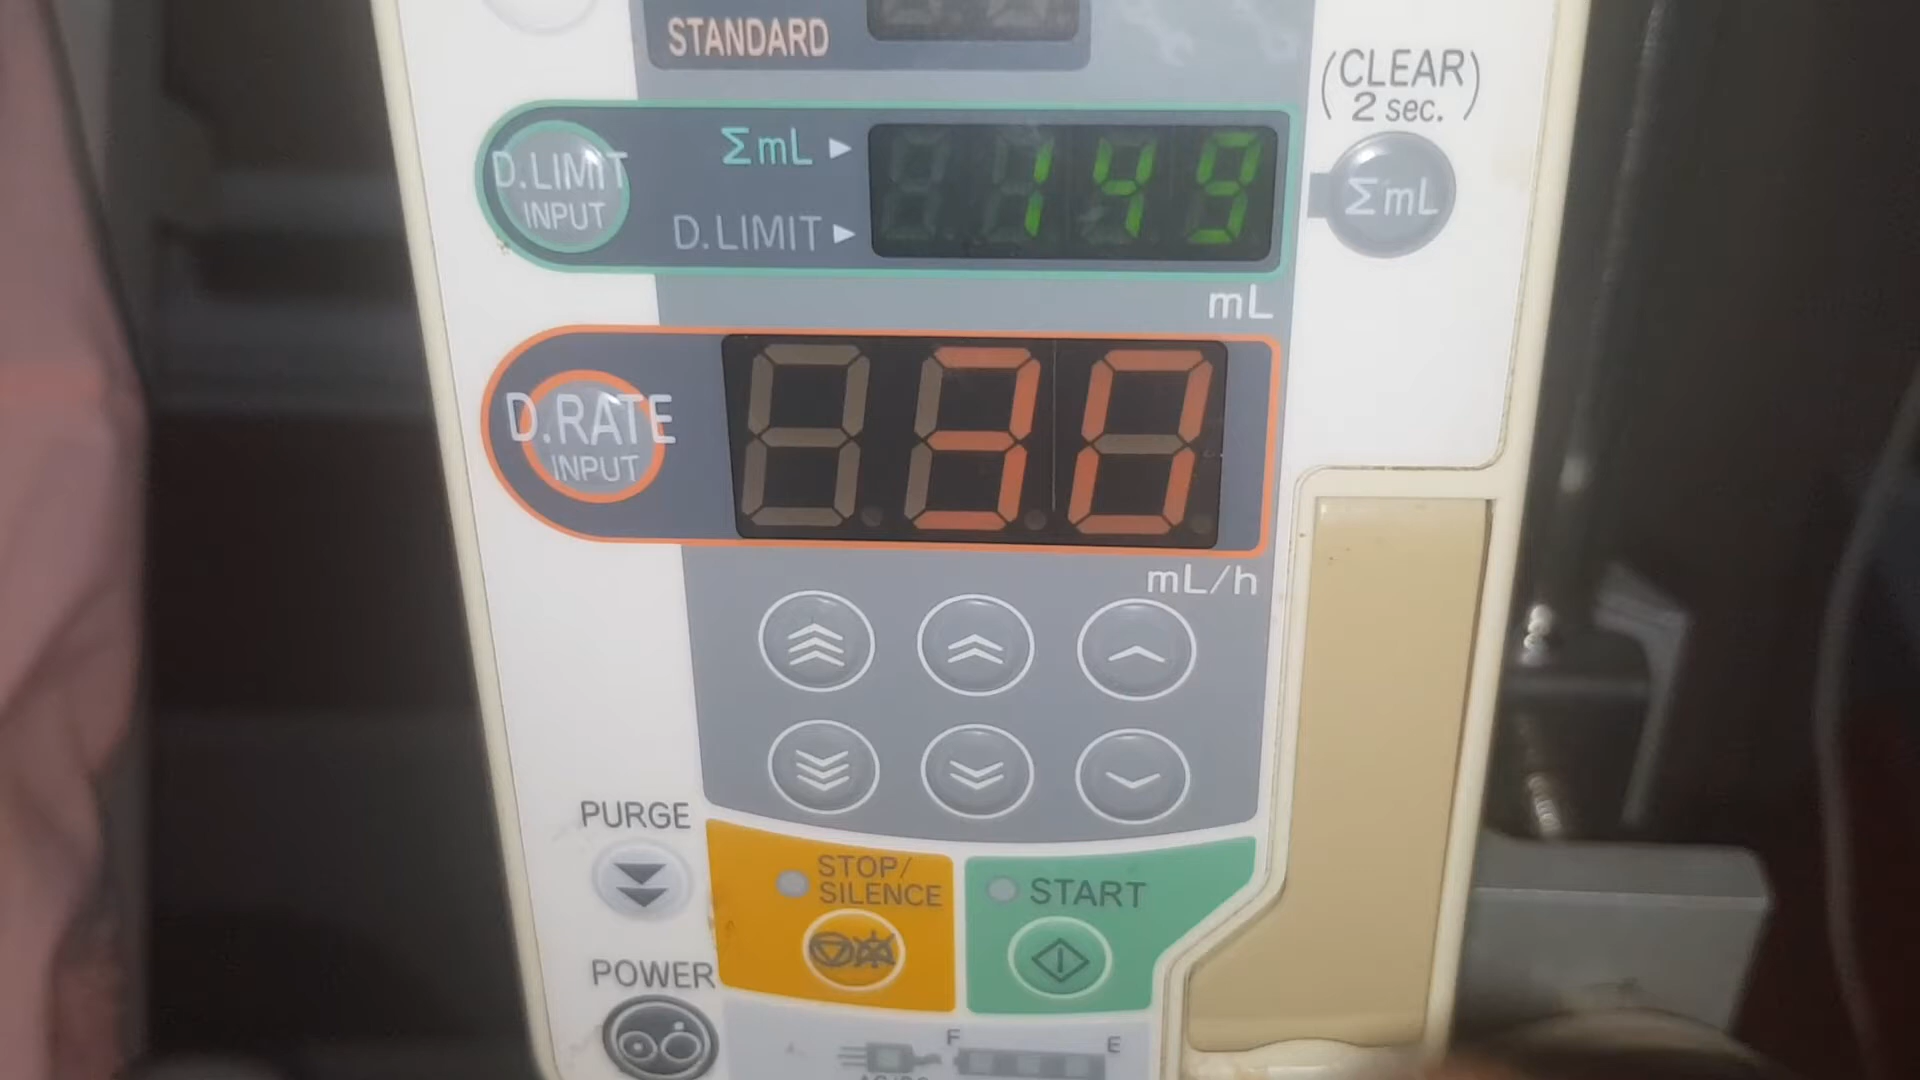 STANDARD
(CLEAR)
2 sec.
D.LIMIT
INPUT
ΣmL ▶
149
ΣmL
D.LIMIT ▶
mL
D.RATE
INPUT
30
mL/h
PURGE
STOP/
SILENCE
START
POWER
F
E